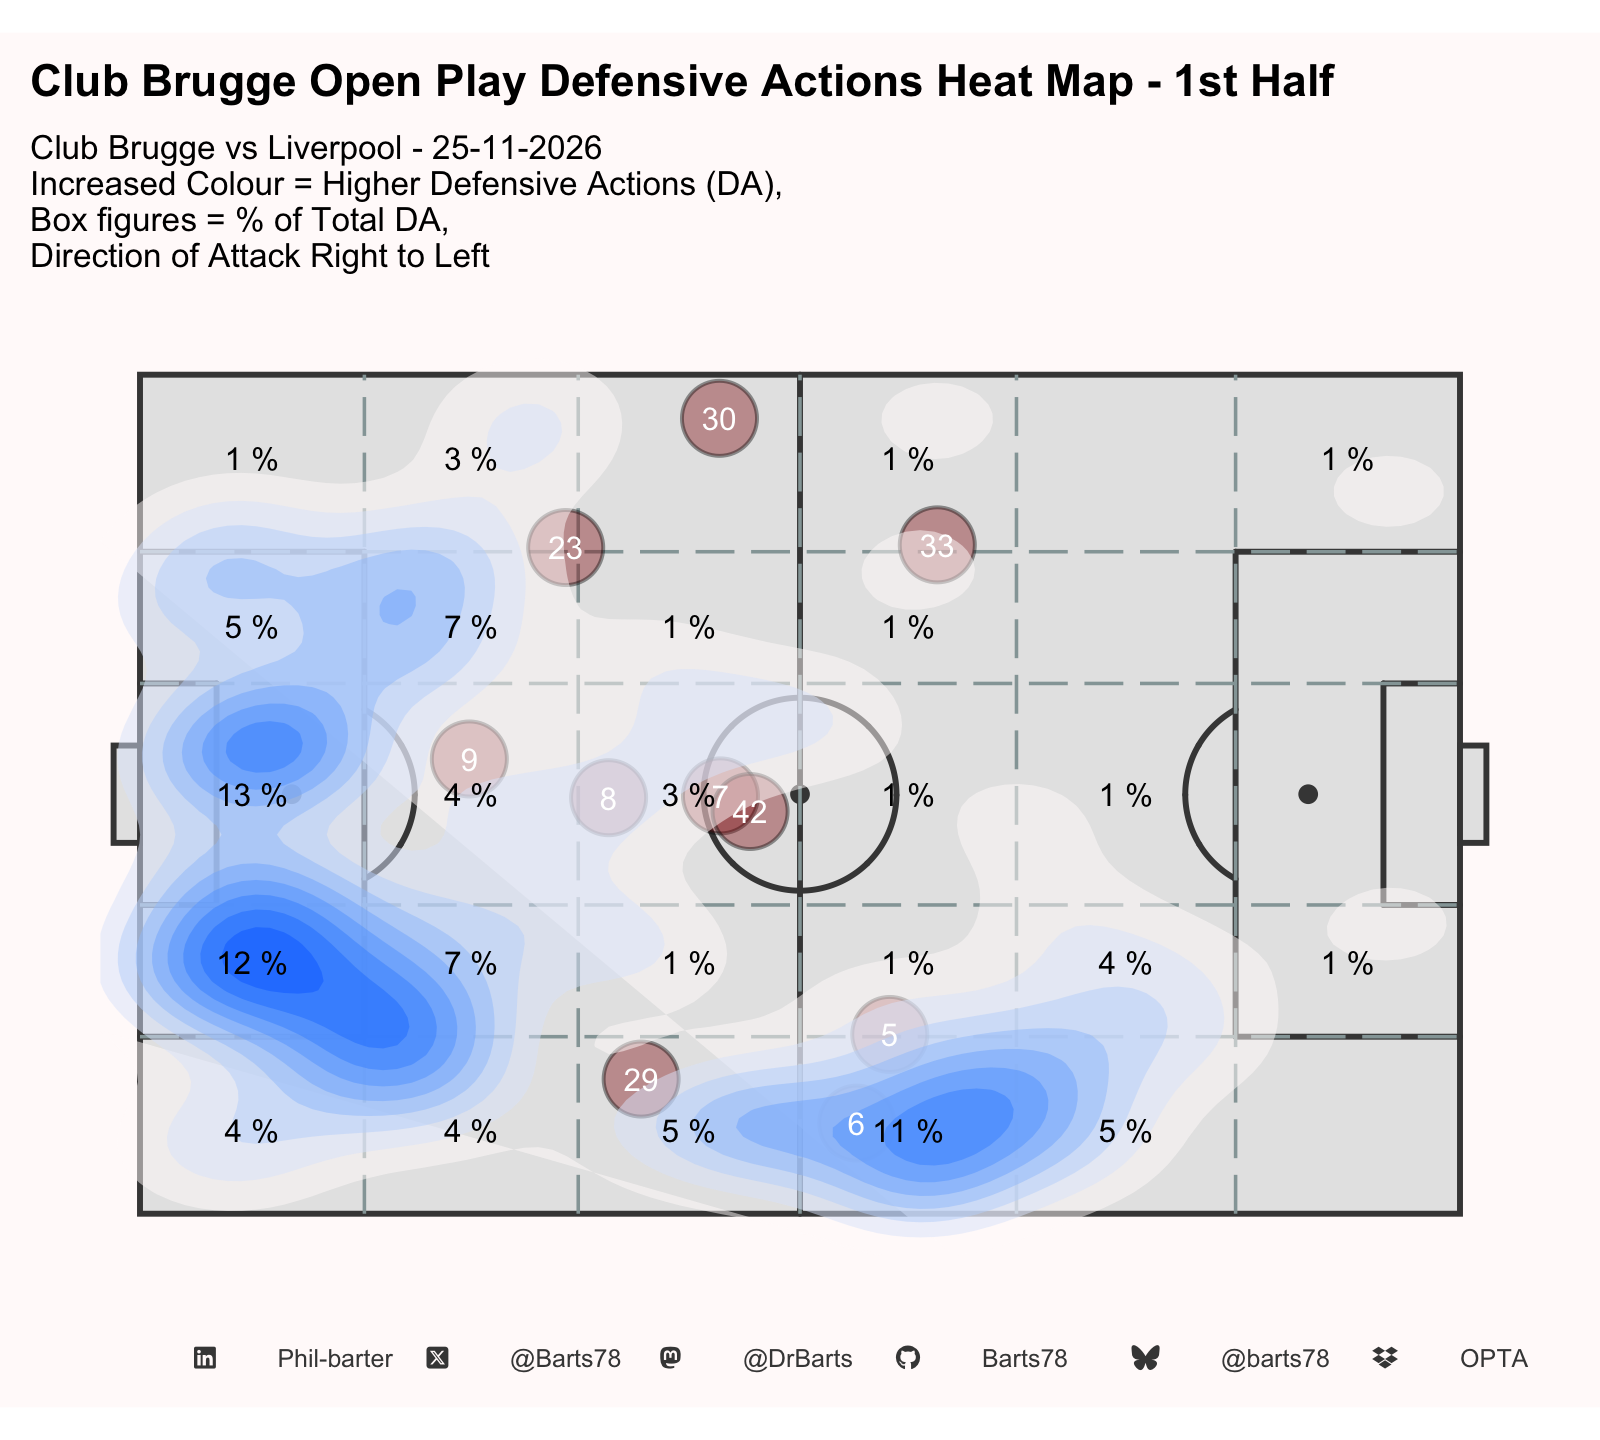 Club Brugge Open Play Defensive Actions Heat Map - 1st Half
Club Brugge vs Liverpool - 25-11-2026
Increased Colour = Higher Defensive Actions (DA),
Box figures = % of Total DA,
Direction of Attack Right to Left
30
1 % 3 % 1 % 1 %
23 33
5 % 7 % 1 % 1 %
9
13 % 4 % 8 3 % 7 42 1 % 1 %
12 % 7 % 1 % 1 % 4 % 1 %
5
29
4 % 4 % 5 % 6 11 % 5 %
Phil-barter @Barts78 @DrBarts Barts78 @barts78 OPTA